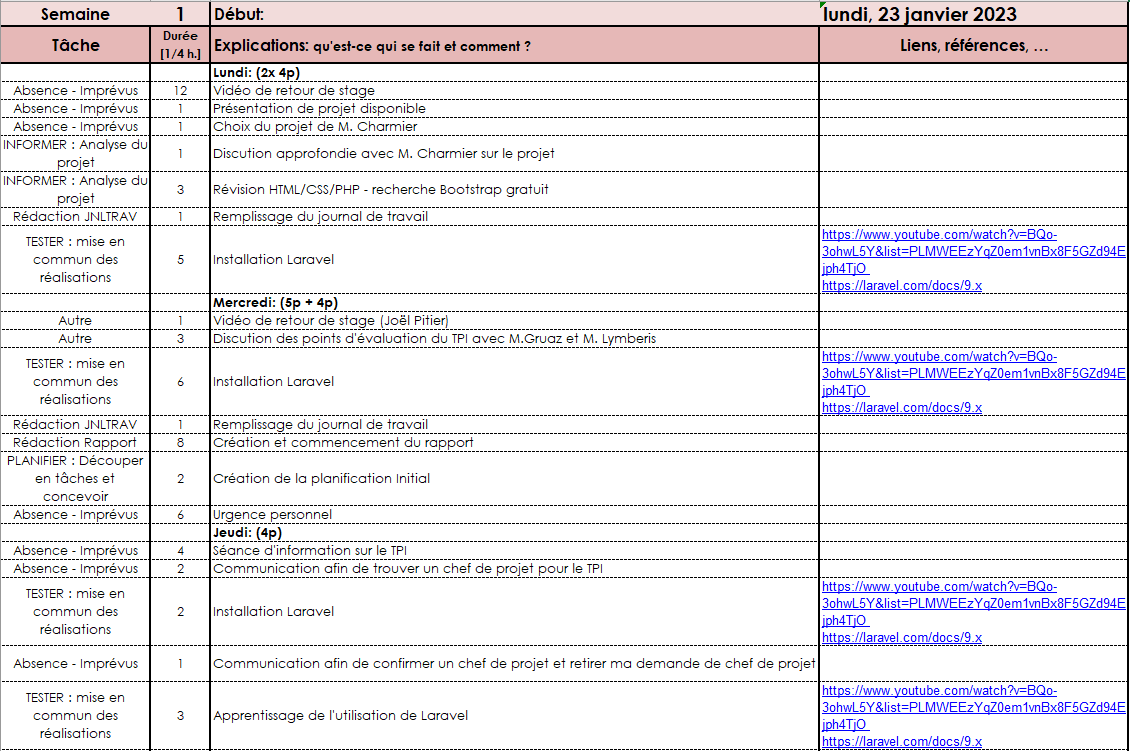 Semaine 1 Début: lundi, 23 janvier 2023
Tâche Durée [1/4 h.] Explications: qu'est-ce qui se fait et comment ? Liens, références, …
Lundi: (2x 4p)
Absence - Imprévus 12 Vidéo de retour de stage
Absence - Imprévus 1 Présentation de projet disponible
Absence - Imprévus 1 Choix du projet de M. Charmier
INFORMER : Analyse du
projet 1 Discution approfondie avec M. Charmier sur le projet
INFORMER : Analyse du
projet 3 Révision HTML/CSS/PHP - recherche Bootstrap gratuit
Rédaction JNLTRAV 1 Remplissage du journal de travail
TESTER : mise en
commun des
réalisations 5 Installation Laravel
https://www.youtube.com/watch?v=BQo-
3ohwL5Y&list=PLMWEEzYqZ0em1vnBx8F5GZd94E
jph4TjO
https://laravel.com/docs/9.x
Mercredi: (5p + 4p)
Autre 1 Vidéo de retour de stage (Joël Pitier)
Autre 3 Discution des points d'évaluation du TPI avec M.Gruaz et M. Lymberis
TESTER : mise en
commun des
réalisations 6 Installation Laravel
https://www.youtube.com/watch?v=BQo-
3ohwL5Y&list=PLMWEEzYqZ0em1vnBx8F5GZd94E
jph4TjO
https://laravel.com/docs/9.x
Rédaction JNLTRAV 1 Remplissage du journal de travail
Rédaction Rapport 8 Création et commencement du rapport
PLANIFIER : Découper
en tâches et
concevoir 2 Création de la planification Initial
Absence - Imprévus 6 Urgence personnel
Jeudi: (4p)
Absence - Imprévus 4 Séance d'information sur le TPI
Absence - Imprévus 2 Communication afin de trouver un chef de projet pour le TPI
TESTER : mise en
commun des
réalisations 2 Installation Laravel
https://www.youtube.com/watch?v=BQo-
3ohwL5Y&list=PLMWEEzYqZ0em1vnBx8F5GZd94E
jph4TjO
https://laravel.com/docs/9.x
Absence - Imprévus 1 Communication afin de confirmer un chef de projet et retirer ma demande de chef de projet
TESTER : mise en
commun des
réalisations 3 Apprentissage de l'utilisation de Laravel
https://www.youtube.com/watch?v=BQo-
3ohwL5Y&list=PLMWEEzYqZ0em1vnBx8F5GZd94E
jph4TjO
https://laravel.com/docs/9.x